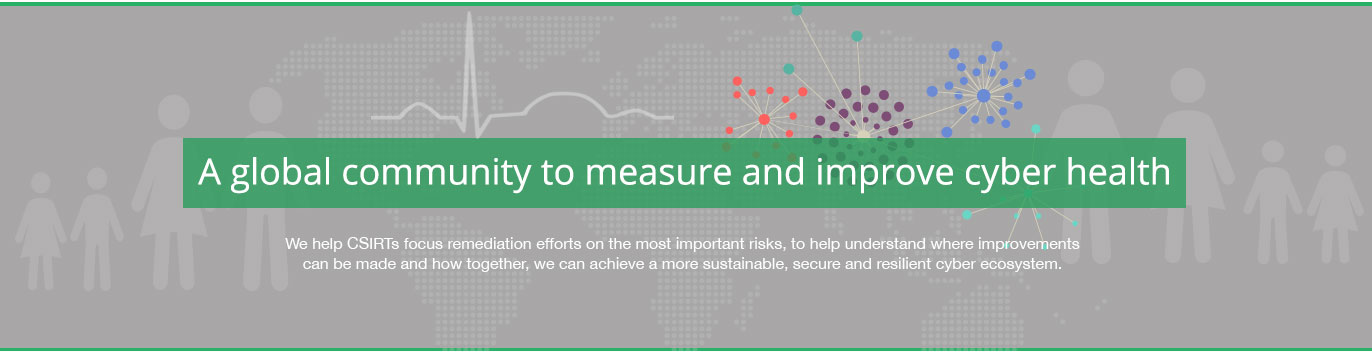 A global community to measure and improve cyber health
We help CSIRTs focus remediation efforts on the most important risks, to help understand where improvements
can be made and how together, we can achieve a more sustainable, secure and resilient cyber ecosystem.